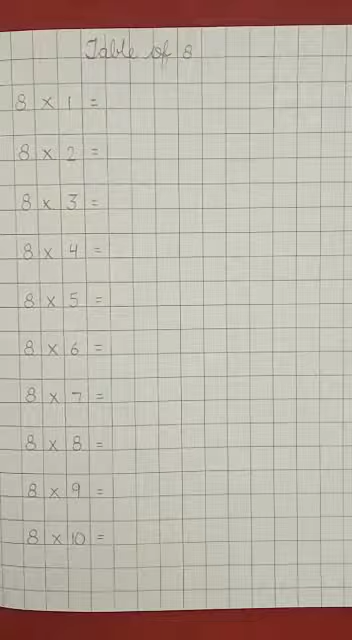 Table of 8
8 × 1 =
8 × 2 =
8 × 3 =
8 × 4 =
8 × 5 =
8 × 6 =
8 × 7 =
8 × 8 =
8 × 9 =
8 × 10 =